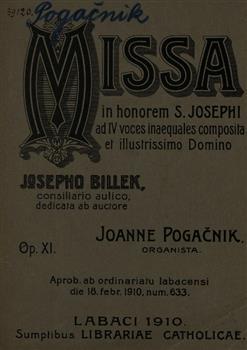 Pogačnik
MISSA
in honorem S. JOSEPHI
ad IV voces inaequales composita
et illustrissimo Domino
JOSEPHO BILLEK,
consiliario aulico,
dedicata ab auctore
Op. XI.
JOANNE POGAČNIK.
ORGANISTA.
Aprob. ab ordinariatu labacensi
die 18. febr. 1910, num. 633.
LABACI 1910.
Sumptibus LIBRARIAE CATHOLICAE.